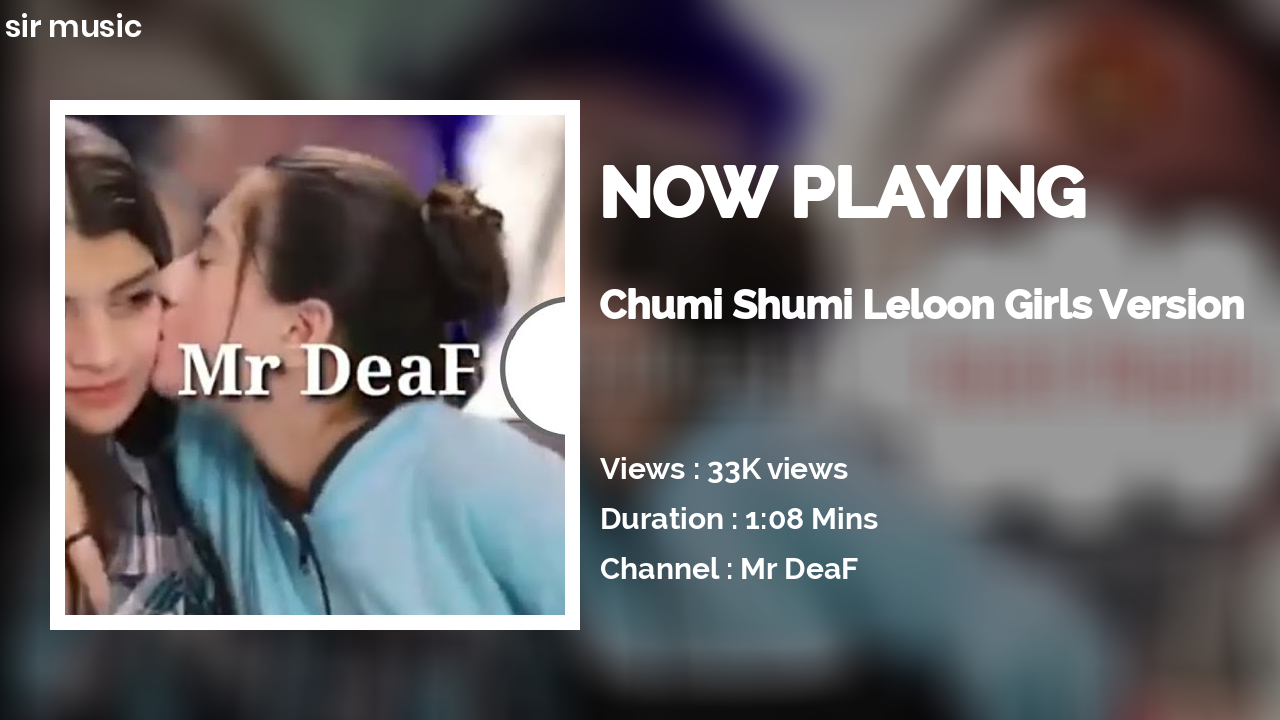 sir music
NOW PLAYING
Chumi Shumi Leloon Girls Version
Mr DeaF
Views : 33K views
Duration : 1:08 Mins
Channel : Mr DeaF